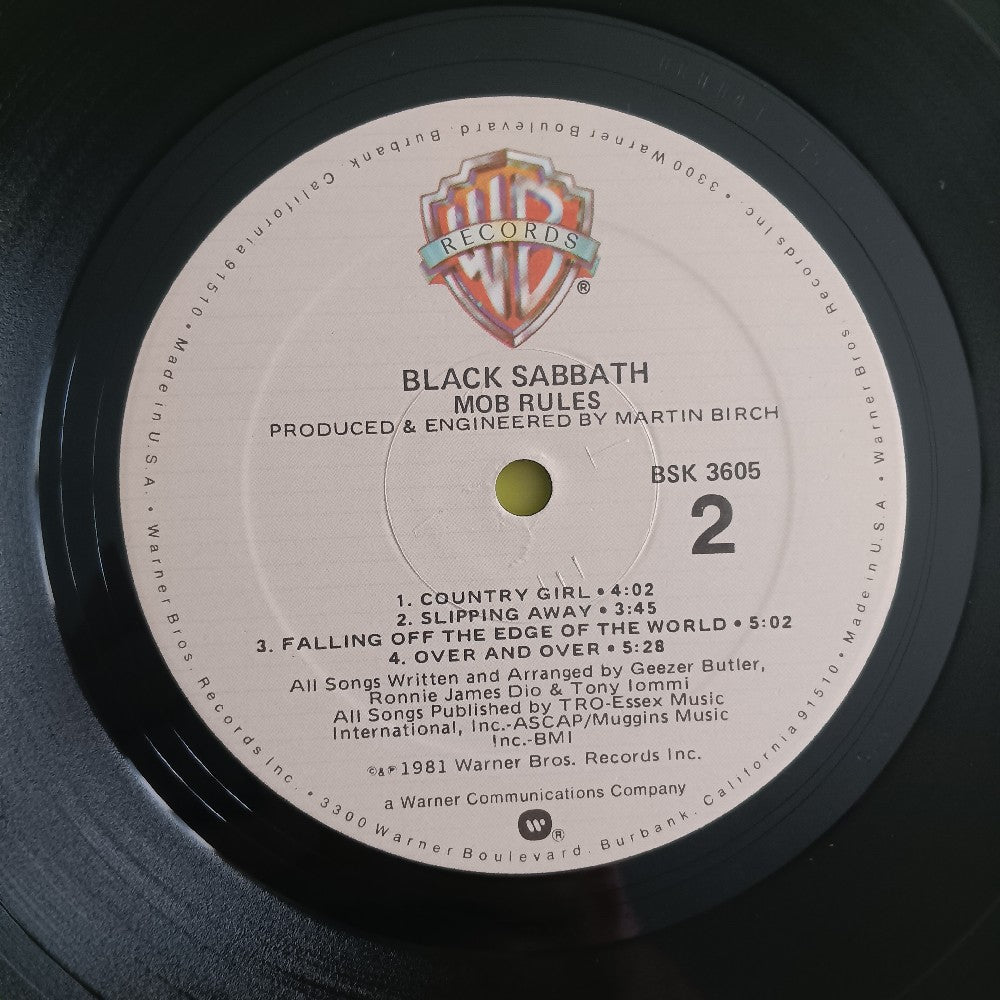 WB
RECORDS
®
BLACK SABBATH
MOB RULES
PRODUCED & ENGINEERED BY MARTIN BIRCH
BSK 3605
2
1. COUNTRY GIRL • 4:02
2. SLIPPING AWAY • 3:45
3. FALLING OFF THE EDGE OF THE WORLD • 5:02
4. OVER AND OVER • 5:28
All Songs Written and Arranged by Geezer Butler,
Ronnie James Dio & Tony Iommi
All Songs Published by TRO-Essex Music
International, Inc.-ASCAP/Muggins Music
Inc.-BMI
©&℗ 1981 Warner Bros. Records Inc.
a Warner Communications Company
W ®
Warner Bros. Records Inc. • 3300 Warner Boulevard. Burbank. California 91510 • Made in U.S.A. • Warner Bros. Records Inc. • 3300 Warner Boulevard. Burbank. California 91510 • Made in U.S.A •